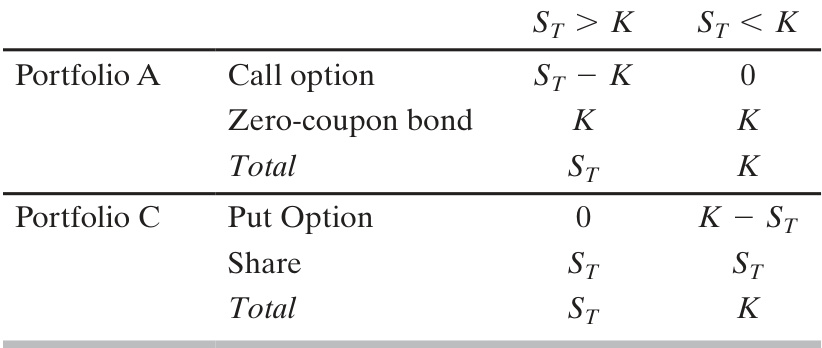 S_T > K S_T < K
Portfolio A Call option S_T − K 0
Zero-coupon bond K K
Total S_T K
Portfolio C Put Option 0 K − S_T
Share S_T S_T
Total S_T K